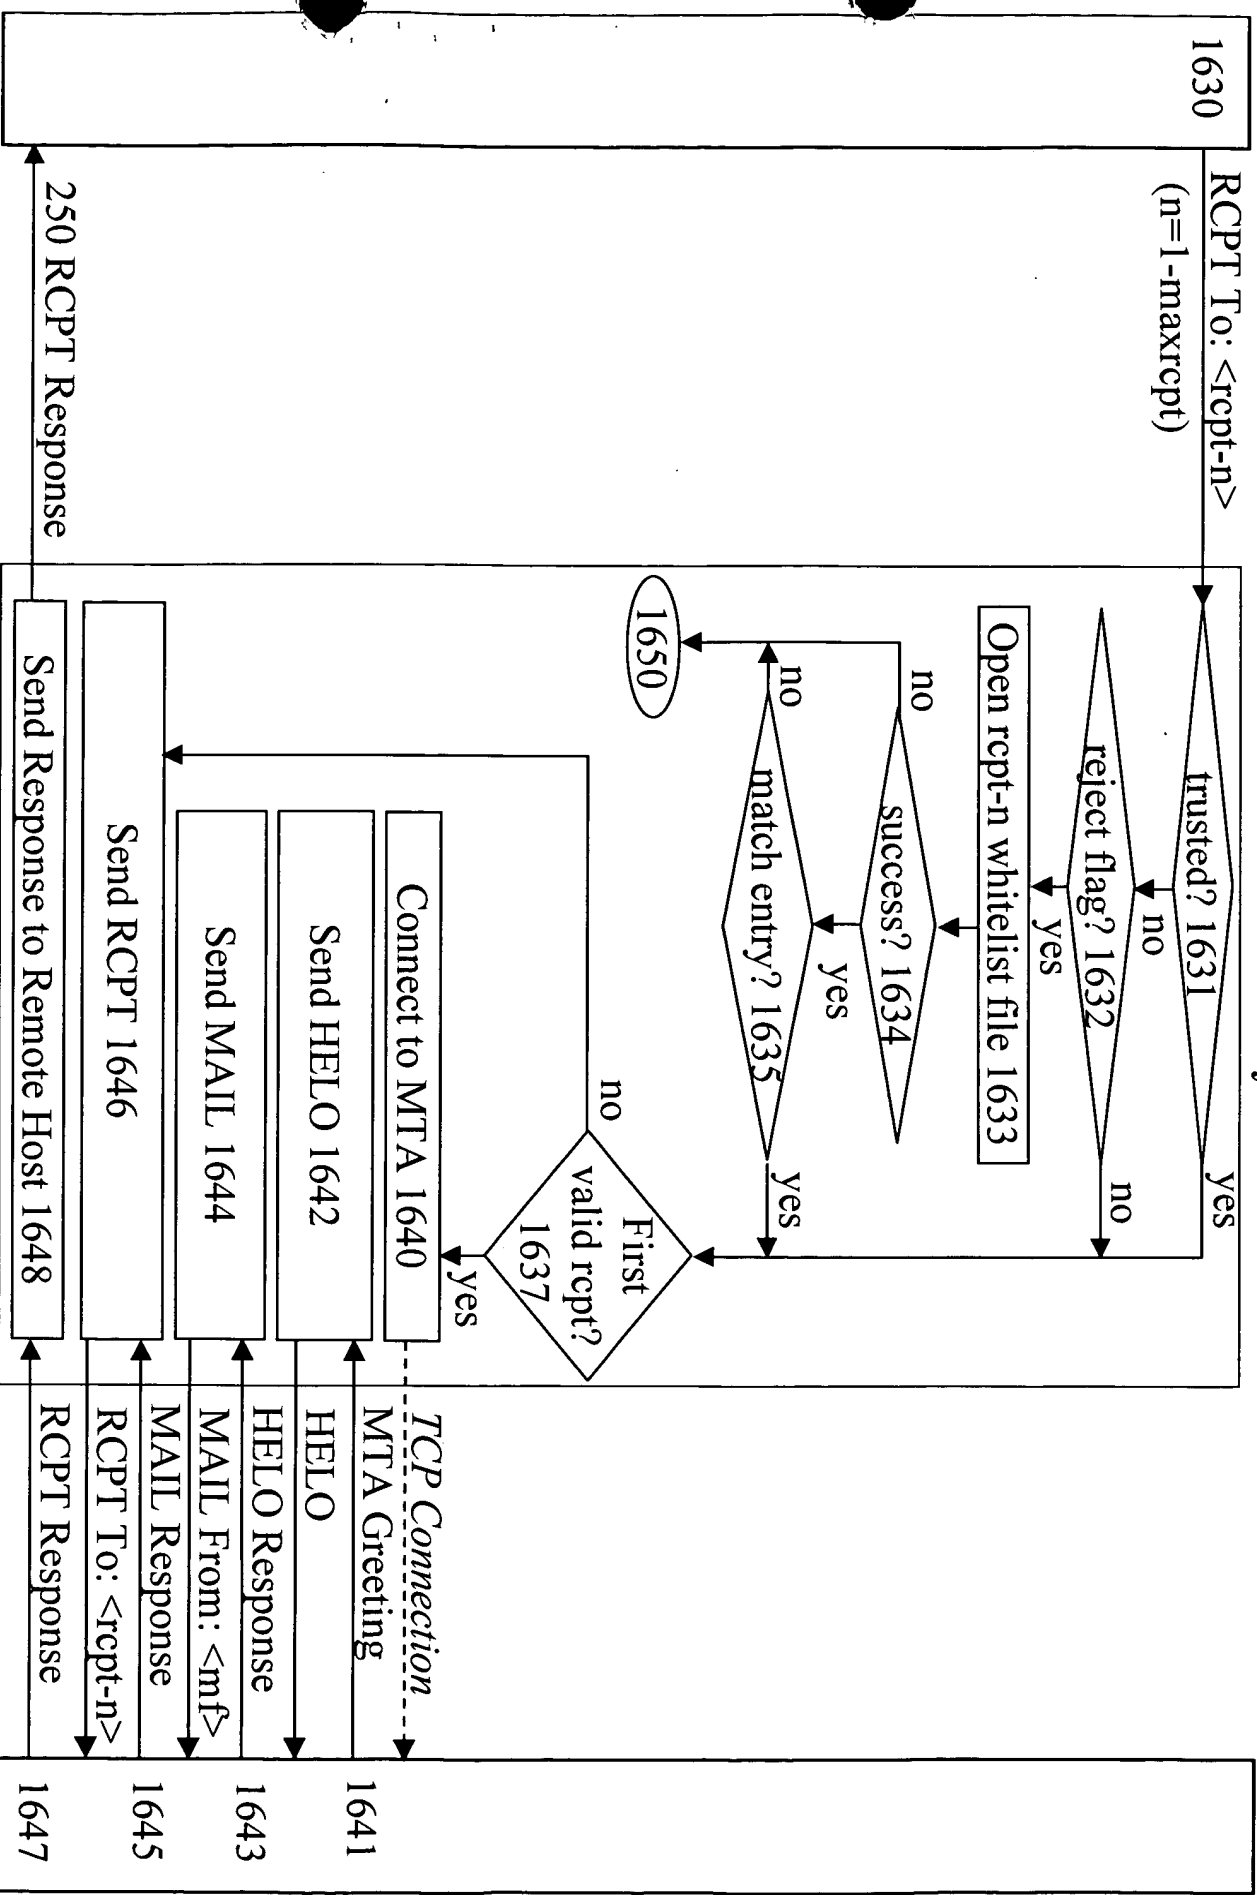 1630
RCPT To: <rcpt-n>
(n=1-maxrcpt)
trusted? 1631
yes
no
reject flag? 1632
no
yes
Open rcpt-n whitelist file 1633
success? 1634
no
yes
match entry? 1635
no
yes
1650
First
valid rcpt?
1637
no
yes
Connect to MTA 1640
TCP Connection
MTA Greeting
1641
Send HELO 1642
HELO
HELO Response
1643
Send MAIL 1644
MAIL From: <mf>
MAIL Response
1645
Send RCPT 1646
RCPT To: <rcpt-n>
RCPT Response
1647
Send Response to Remote Host 1648
250 RCPT Response